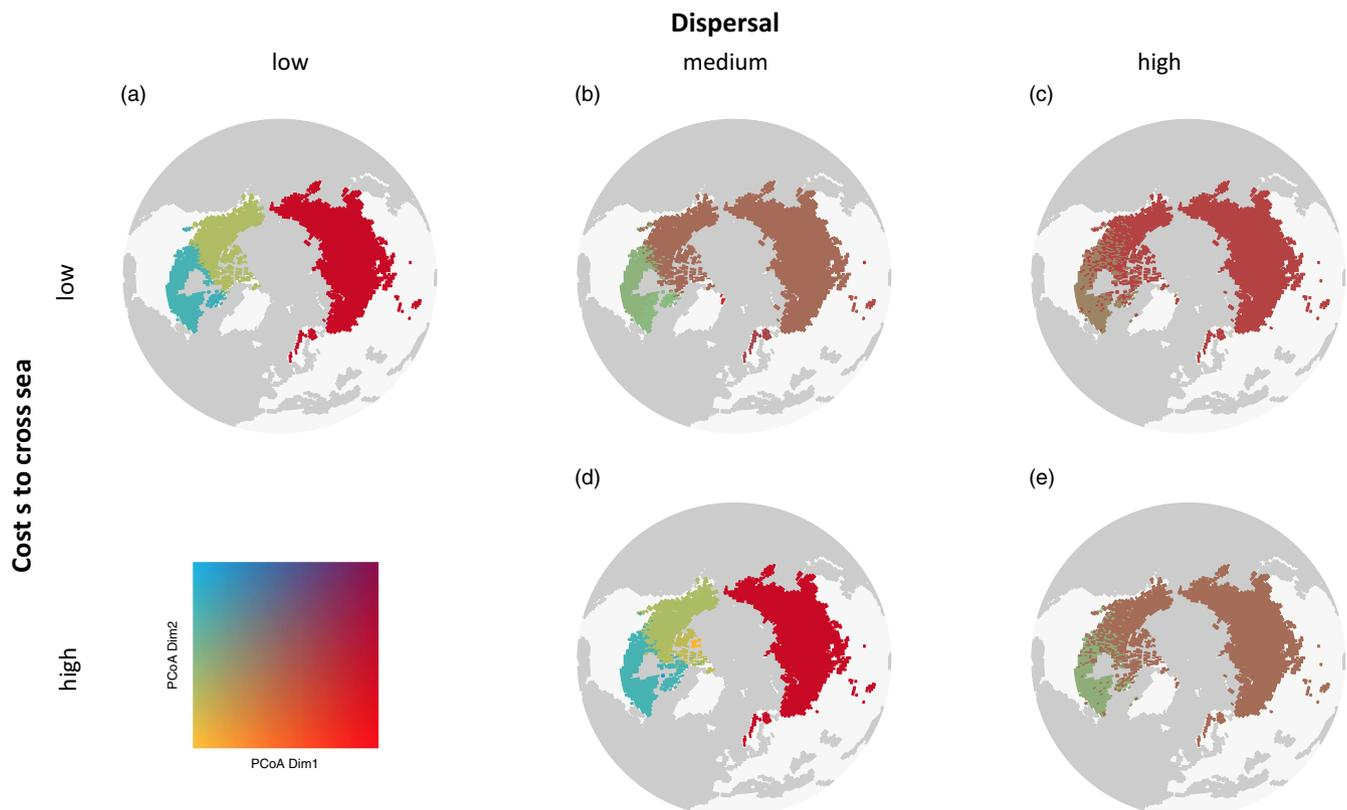 Dispersal
low
medium
high
(a)
(b)
(c)
low
Cost s to cross sea
(d)
(e)
high
PCoA Dim2
PCoA Dim1